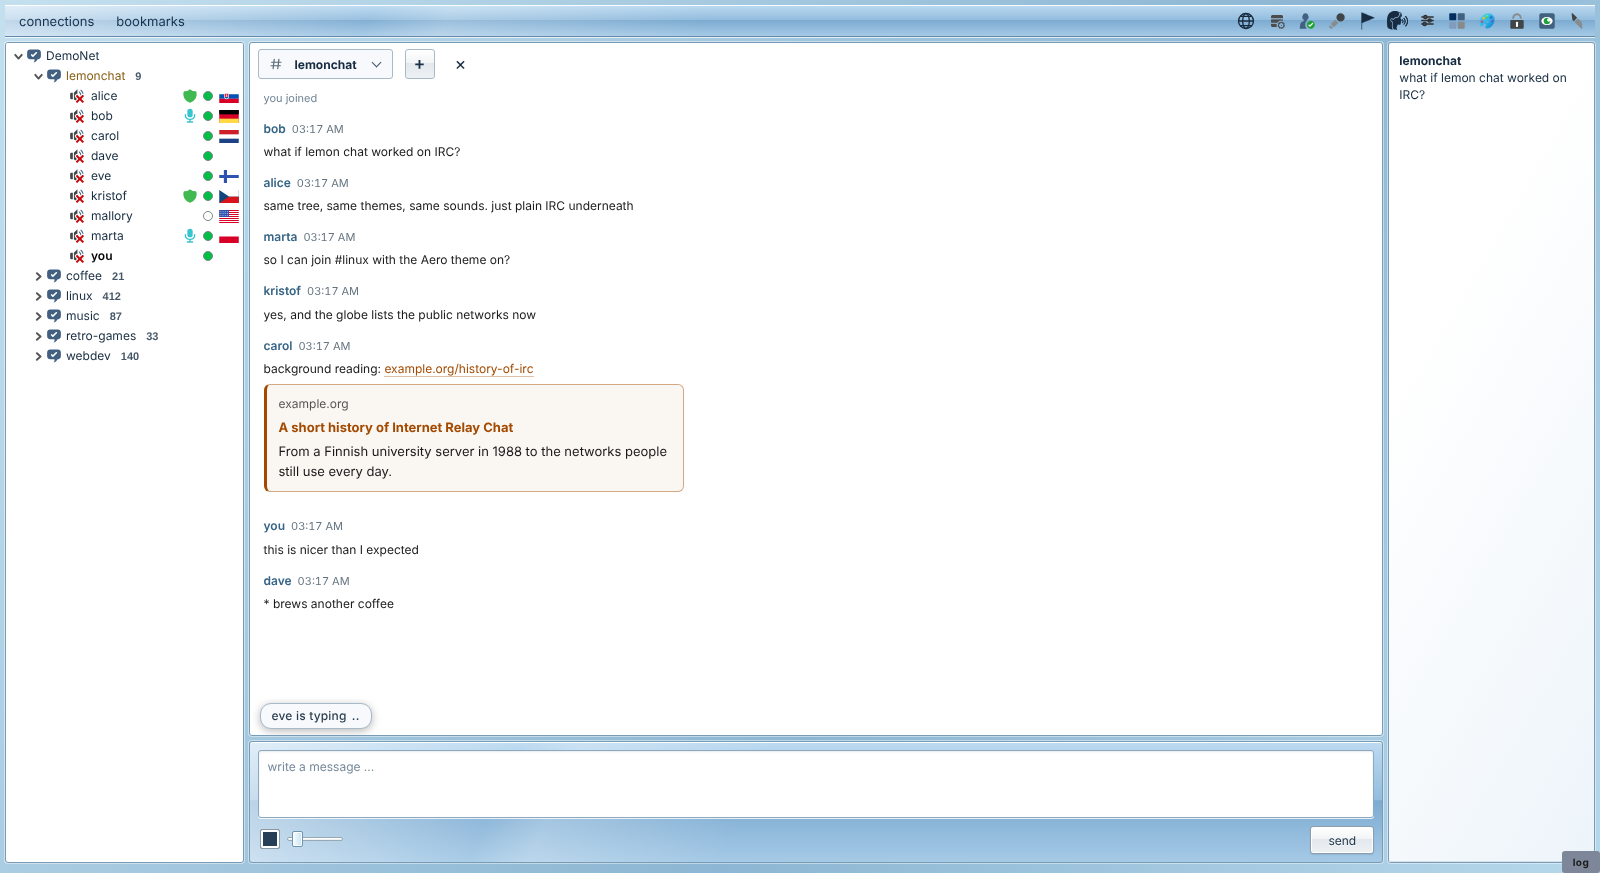 connections bookmarks
DemoNet
lemonchat 9
alice
bob
carol
dave
eve
kristof
mallory
marta
you
coffee 21
linux 412
music 87
retro-games 33
webdev 140
# lemonchat + ×
you joined
bob 03:17 AM
what if lemon chat worked on IRC?
alice 03:17 AM
same tree, same themes, same sounds. just plain IRC underneath
marta 03:17 AM
so I can join #linux with the Aero theme on?
kristof 03:17 AM
yes, and the globe lists the public networks now
carol 03:17 AM
background reading: example.org/history-of-irc
example.org
A short history of Internet Relay Chat
From a Finnish university server in 1988 to the networks people
still use every day.
you 03:17 AM
this is nicer than I expected
dave 03:17 AM
* brews another coffee
eve is typing ..
write a message ...
send
lemonchat
what if lemon chat worked on
IRC?
log